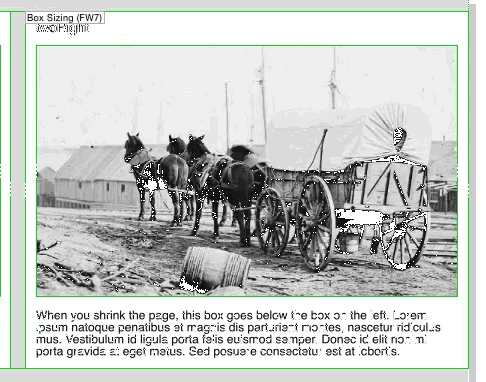 Box Sizing (FW7)
When you shrink the page, this box goes below the box on the left. Lorem
ipsum natoque penatibus et magnis dis parturient montes, nascetur ridiculus
mus. Vestibulum id ligula porta felis euismod semper. Donec id elit non mi
porta gravida at eget metus. Sed posuere consectetur est at lobortis.